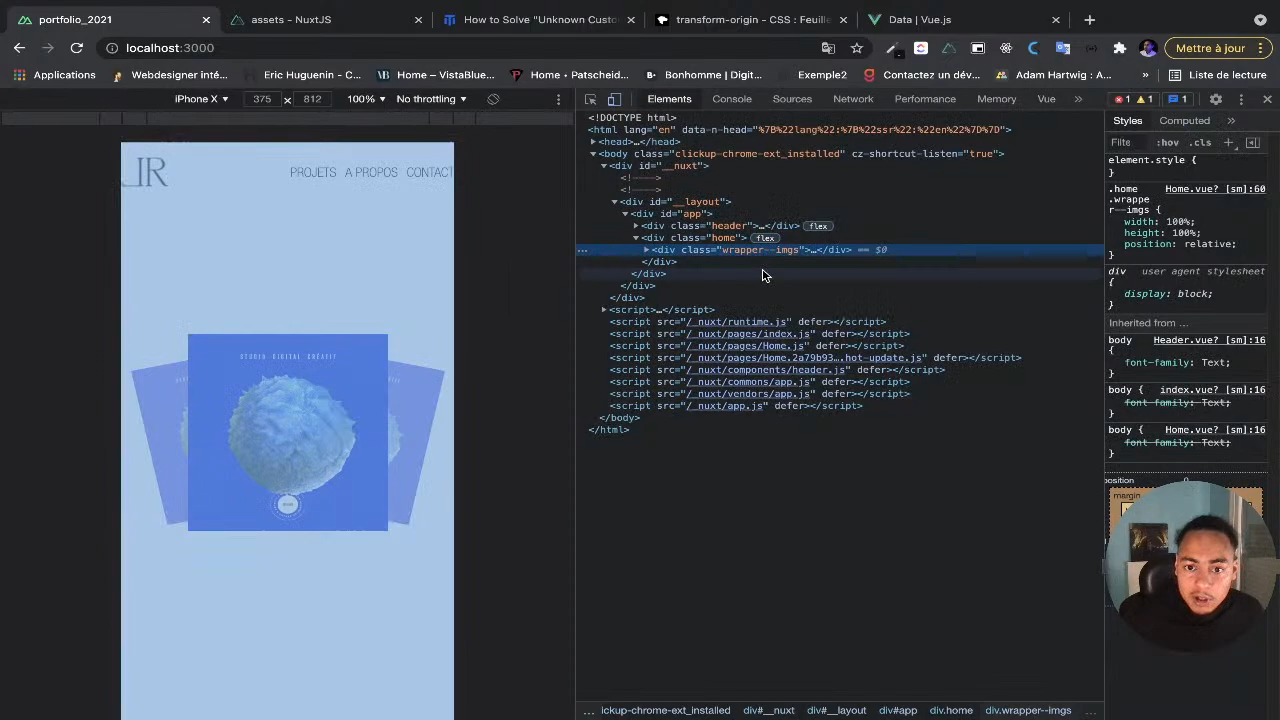 portfolio_2021
assets - NuxtJS
How to Solve "Unknown Custo
transform-origin - CSS : Feuille
Data | Vue.js
localhost:3000
Mettre à jour
Applications
Webdesigner inté...
Eric Huguenin - C...
Home – VistaBlue...
Home • Patscheid...
Bonhomme | Digit...
Exemple2
Contactez un dév...
Adam Hartwig : A...
»
Liste de lecture
iPhone X
375 × 812
100%
No throttling
Elements
Console
Sources
Network
Performance
Memory
Vue
»
1 1
1
JR
PROJETS A PROPOS CONTACT
STUDIO DIGITAL CRÉATIF
<!DOCTYPE html>
<html lang="en" data-n-head="%7B%22lang%22:%7B%22ssr%22:%22en%22%7D%7D">
<head>…</head>
<body class="clickup-chrome-ext_installed" cz-shortcut-listen="true">
<div id="__nuxt">
<!---->
<!---->
<div id="__layout">
<div id="app">
<div class="header">…</div> flex
<div class="home"> flex
… <div class="wrapper--imgs">…</div> == $0
</div>
</div>
</div>
</div>
<script>…</script>
<script src="/_nuxt/runtime.js" defer></script>
<script src="/_nuxt/pages/index.js" defer></script>
<script src="/_nuxt/pages/Home.js" defer></script>
<script src="/_nuxt/pages/Home.2a79b93….hot-update.js" defer></script>
<script src="/_nuxt/components/header.js" defer></script>
<script src="/_nuxt/commons/app.js" defer></script>
<script src="/_nuxt/vendors/app.js" defer></script>
<script src="/_nuxt/app.js" defer></script>
</body>
</html>
… ickup-chrome-ext_installed div#__nuxt div#__layout div#app div.home div.wrapper--imgs …
Styles
Computed
»
Filte :hov .cls
element.style {
}
.home Home.vue? [sm]:60
.wrappe
r--imgs {
width: 100%;
height: 100%;
position: relative;
}
div user agent stylesheet
{
display: block;
}
Inherited from …
body Header.vue? [sm]:16
{
font-family: Text;
}
body { index.vue? [sm]:16
font-family: Text;
}
body { Home.vue? [sm]:16
font-family: Text;
}
position 0
margin